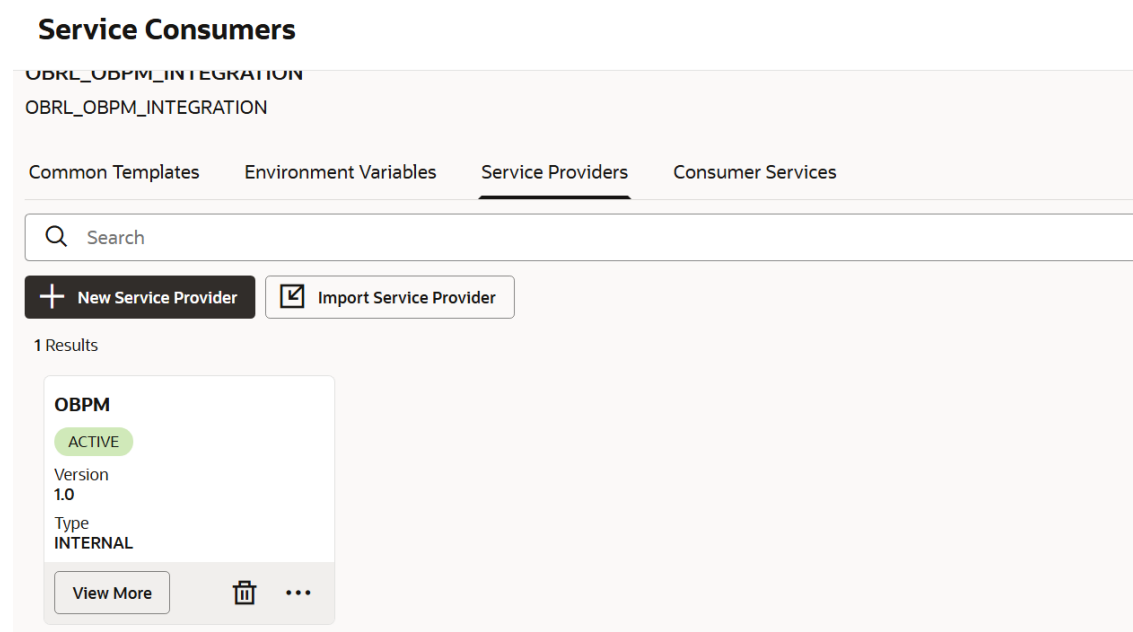 Service Consumers
OBRL_OBPM_INTEGRATION
OBRL_OBPM_INTEGRATION
Common Templates Environment Variables Service Providers Consumer Services
Search
New Service Provider Import Service Provider
1 Results
OBPM
ACTIVE
Version
1.0
Type
INTERNAL
View More